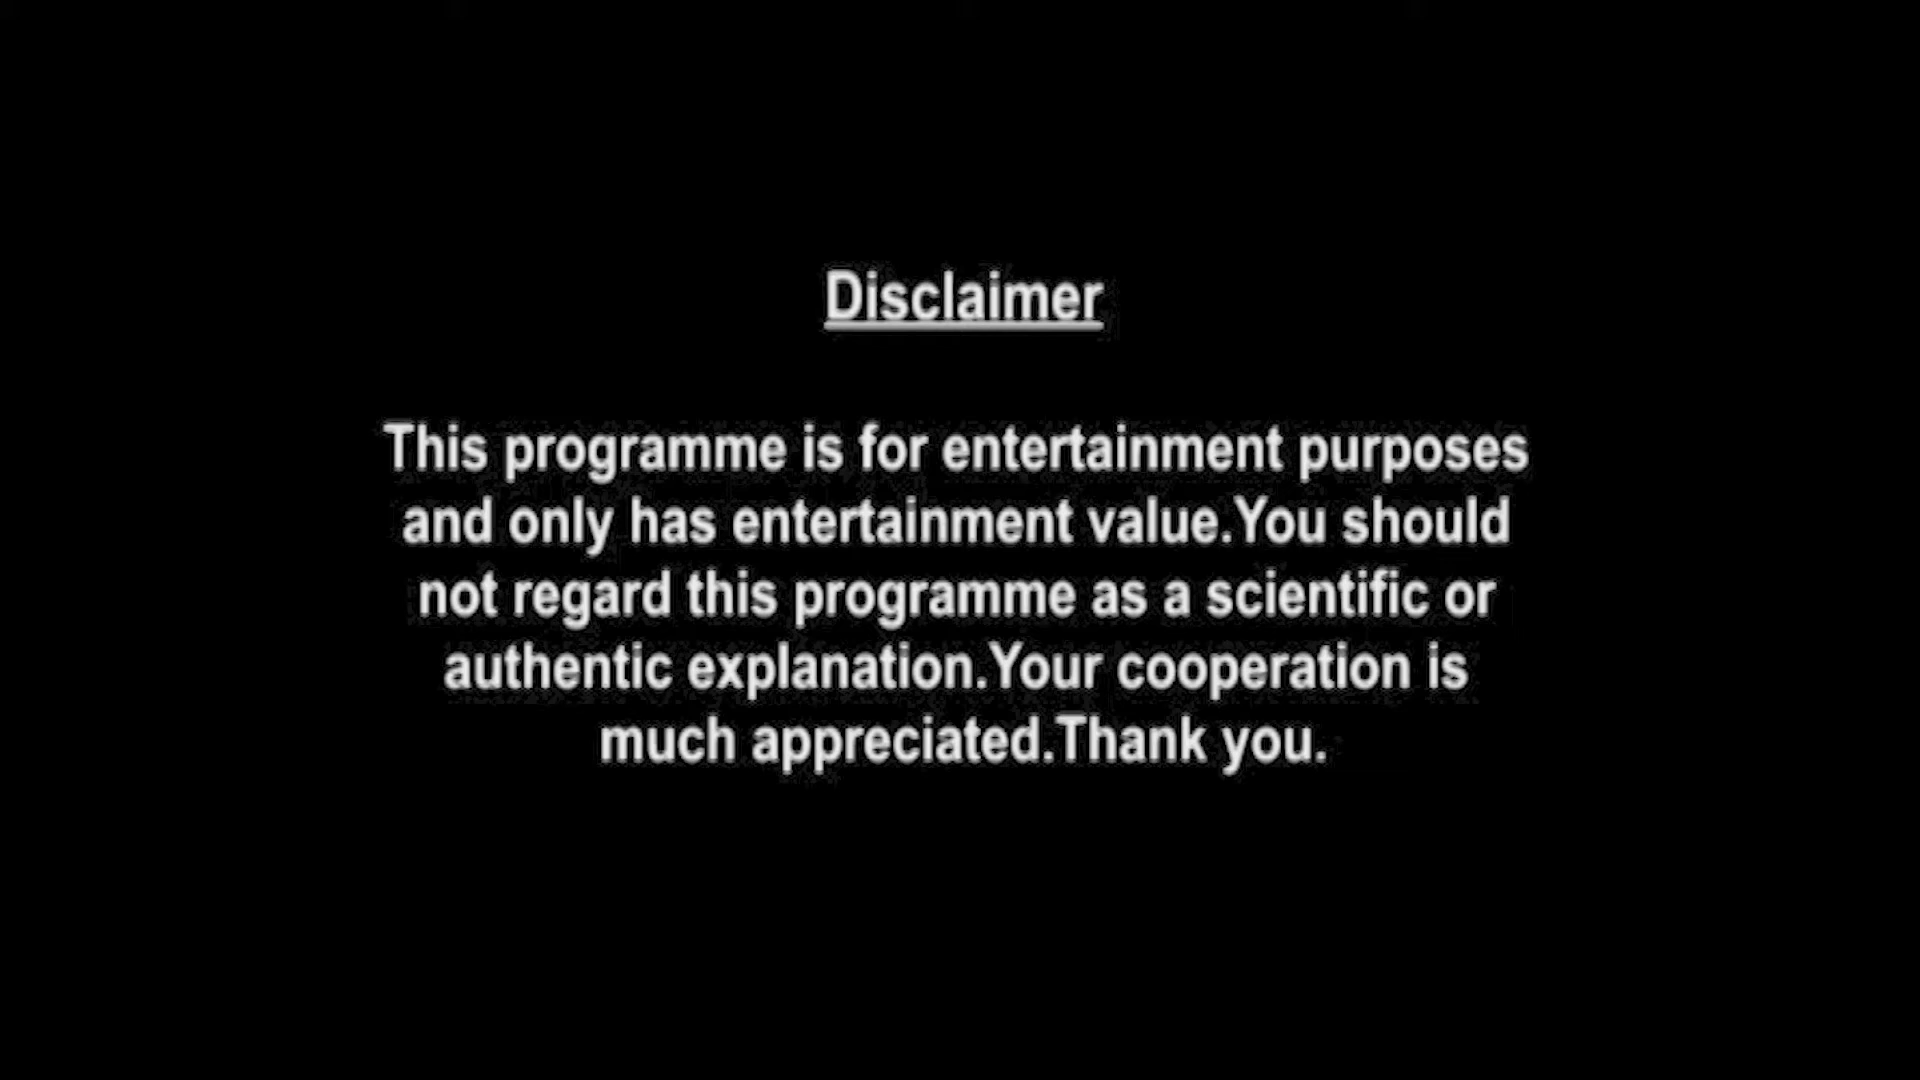 Disclaimer
This programme is for entertainment purposes
and only has entertainment value.You should
not regard this programme as a scientific or
authentic explanation.Your cooperation is
much appreciated.Thank you.